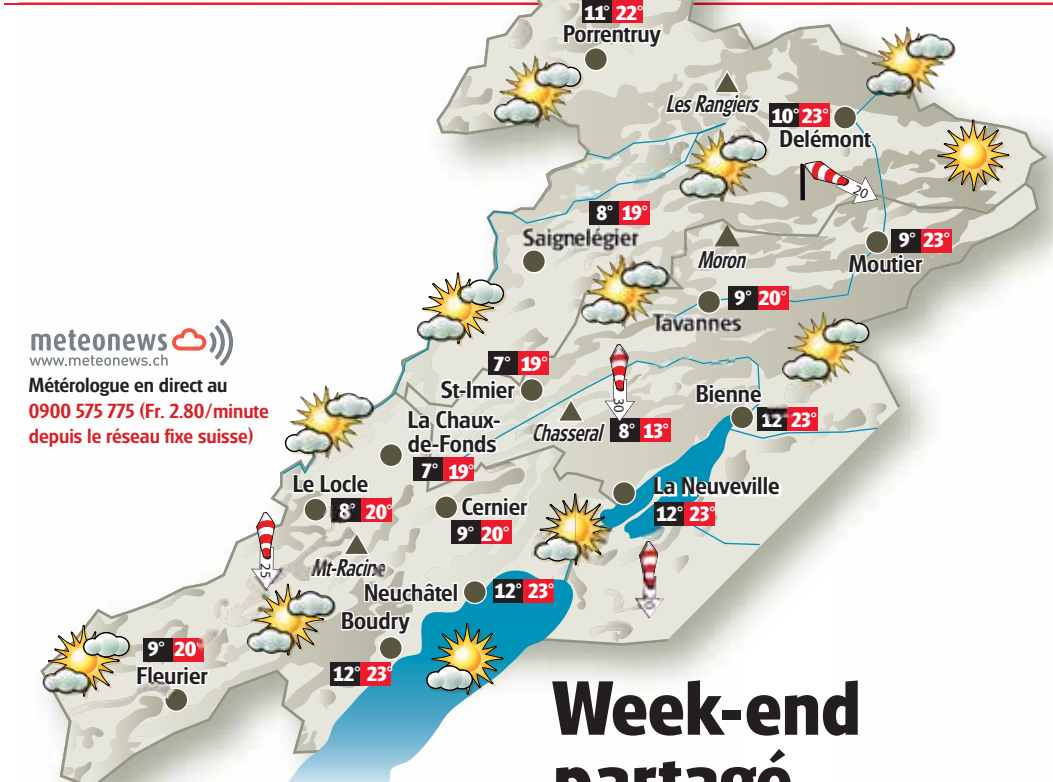 11° 22°
Porrentruy
Les Rangiers
10° 23°
Delémont
20
8° 19°
Saignelégier
Moron
9° 23°
Moutier
9° 20°
Tavannes
meteonews
www.meteonews.ch
Météorologue en direct au
0900 575 775 (Fr. 2.80/minute
depuis le réseau fixe suisse)
7° 19°
St-Imier
30
Bienne
12 23°
Chasseral 8° 13°
La Chaux-
de-Fonds
7° 19°
Le Locle
8° 20°
Cernier
9° 20°
La Neuveville
12° 23°
25
Mt-Racine
Neuchâtel 12° 23°
Boudry
12° 23°
9° 20°
Fleurier
Week-end
partagé